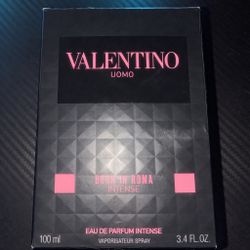 VALENTINO
UOMO
BORN IN ROMA
INTENSE
EAU DE PARFUM INTENSE
VAPORISATEUR SPRAY
100 ml
3.4 FL.OZ.